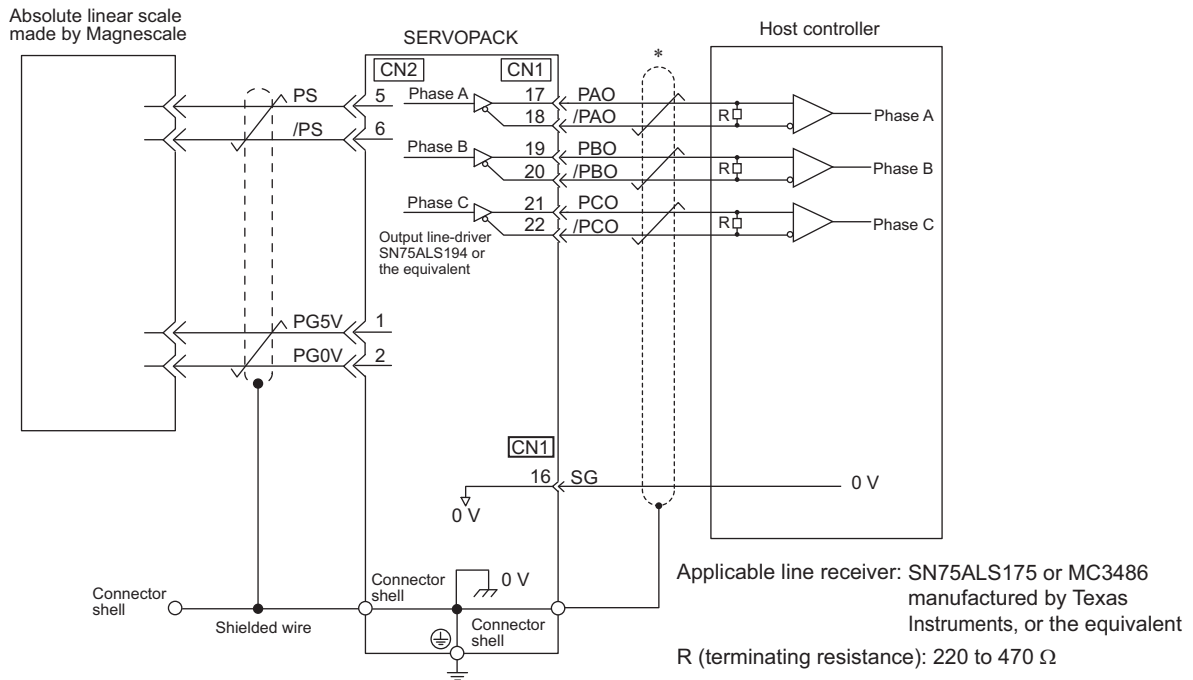 Absolute linear scale
made by Magnescale
SERVOPACK
Host controller
*
CN2
CN1
PS
5
Phase A
17
PAO
18
/PAO
R
Phase A
/PS
6
Phase B
19
PBO
20
/PBO
R
Phase B
Phase C
21
PCO
22
/PCO
R
Phase C
Output line-driver
SN75ALS194 or
the equivalent
PG5V
1
PG0V
2
CN1
16
SG
0 V
0 V
Connector
shell
Shielded wire
Connector
shell
0 V
Connector
shell
Applicable line receiver: SN75ALS175 or MC3486
manufactured by Texas
Instruments, or the equivalent
R (terminating resistance): 220 to 470 Ω